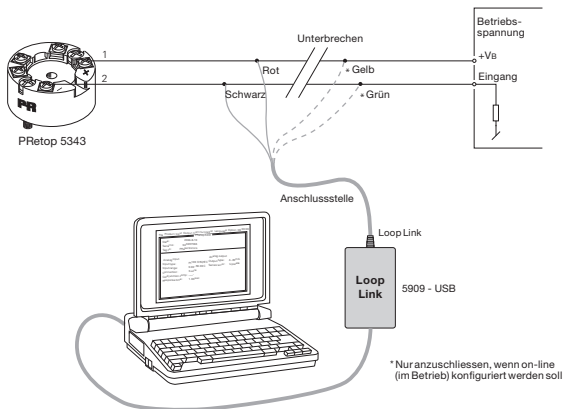 Betriebs-
spannung
Unterbrechen
+VB
1
Rot
* Gelb
Eingang
2
Schwarz
* Grün
PR
PRetop 5343
Anschlussstelle
Loop Link
Loop
Link
5909 - USB
* Nur anzuschliessen, wenn on-line
(im Betrieb) konfiguriert werden soll